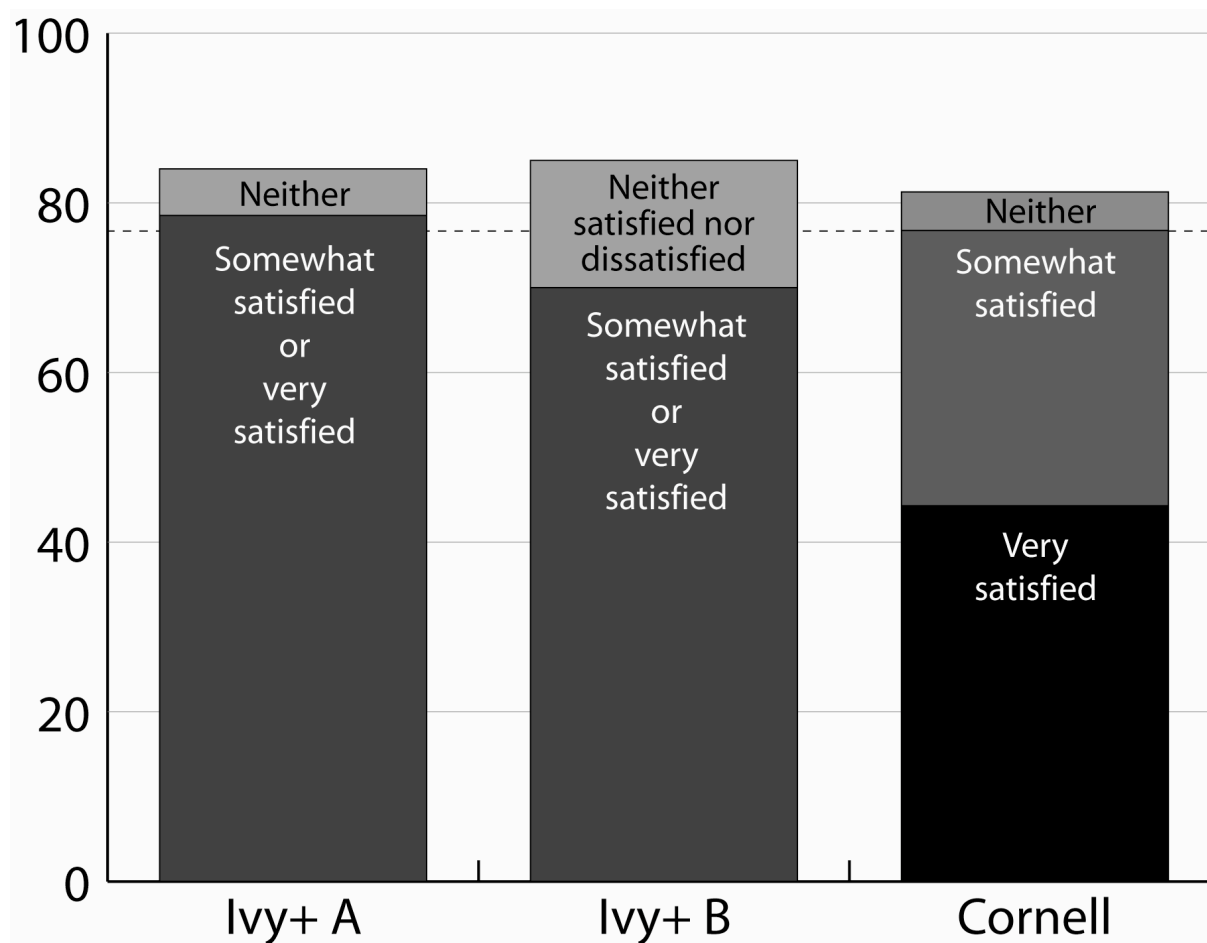 100
80
60
40
20
0
Neither
Somewhat
satisfied
or
very
satisfied
Neither
satisfied nor
dissatisfied
Somewhat
satisfied
or
very
satisfied
Neither
Somewhat
satisfied
Very
satisfied
Ivy+ A
Ivy+ B
Cornell